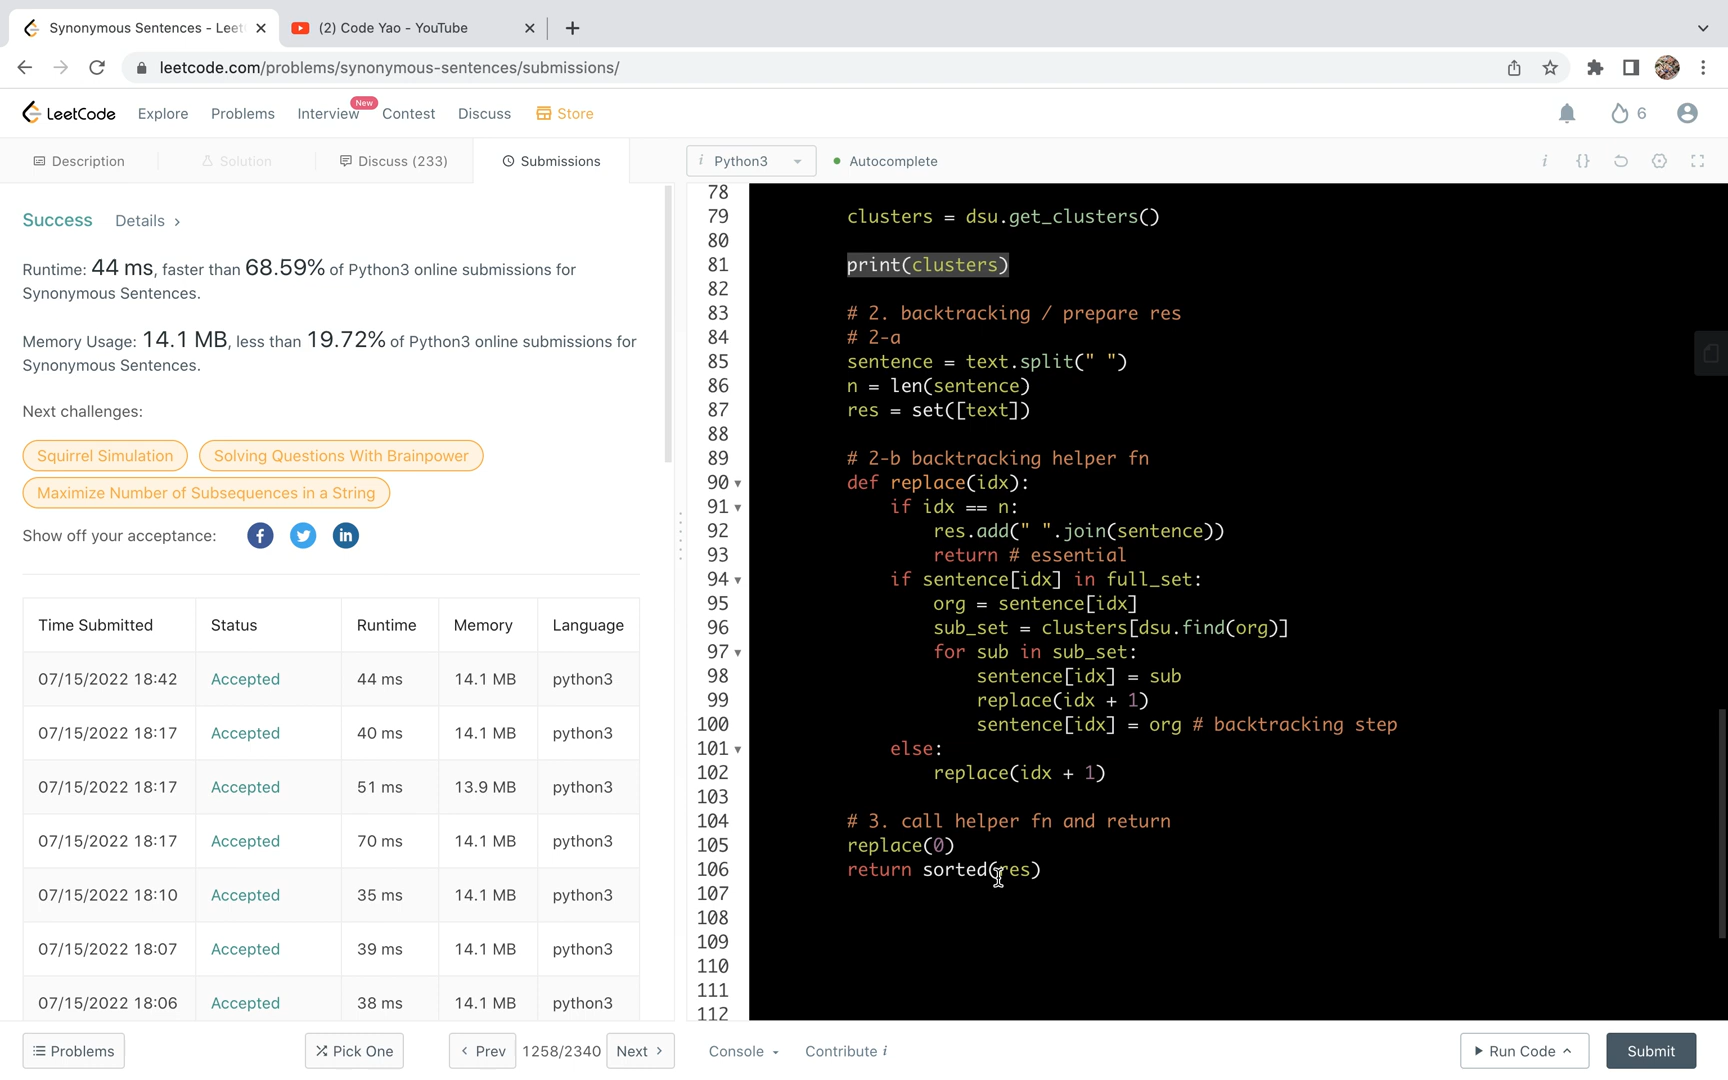 Synonymous Sentences - Leet
(2) Code Yao - YouTube
leetcode.com/problems/synonymous-sentences/submissions/
LeetCode
Explore
Problems
Interview
New
Contest
Discuss
Store
6
Description
Solution
Discuss (233)
Submissions
i Python3
Autocomplete
Success
Details >
Runtime: 44 ms, faster than 68.59% of Python3 online submissions for
Synonymous Sentences.
Memory Usage: 14.1 MB, less than 19.72% of Python3 online submissions for
Synonymous Sentences.
Next challenges:
Squirrel Simulation
Solving Questions With Brainpower
Maximize Number of Subsequences in a String
Show off your acceptance:
Time Submitted Status Runtime Memory Language
07/15/2022 18:42 Accepted 44 ms 14.1 MB python3
07/15/2022 18:17 Accepted 40 ms 14.1 MB python3
07/15/2022 18:17 Accepted 51 ms 13.9 MB python3
07/15/2022 18:17 Accepted 70 ms 14.1 MB python3
07/15/2022 18:10 Accepted 35 ms 14.1 MB python3
07/15/2022 18:07 Accepted 39 ms 14.1 MB python3
07/15/2022 18:06 Accepted 38 ms 14.1 MB python3
78
79 clusters = dsu.get_clusters()
80
81 print(clusters)
82
83 # 2. backtracking / prepare res
84 # 2-a
85 sentence = text.split(" ")
86 n = len(sentence)
87 res = set([text])
88
89 # 2-b backtracking helper fn
90 def replace(idx):
91 if idx == n:
92 res.add(" ".join(sentence))
93 return # essential
94 if sentence[idx] in full_set:
95 org = sentence[idx]
96 sub_set = clusters[dsu.find(org)]
97 for sub in sub_set:
98 sentence[idx] = sub
99 replace(idx + 1)
100 sentence[idx] = org # backtracking step
101 else:
102 replace(idx + 1)
103
104 # 3. call helper fn and return
105 replace(0)
106 return sorted(res)
107
108
109
110
111
112
Problems
Pick One
< Prev
1258/2340
Next >
Console
Contribute i
Run Code
Submit